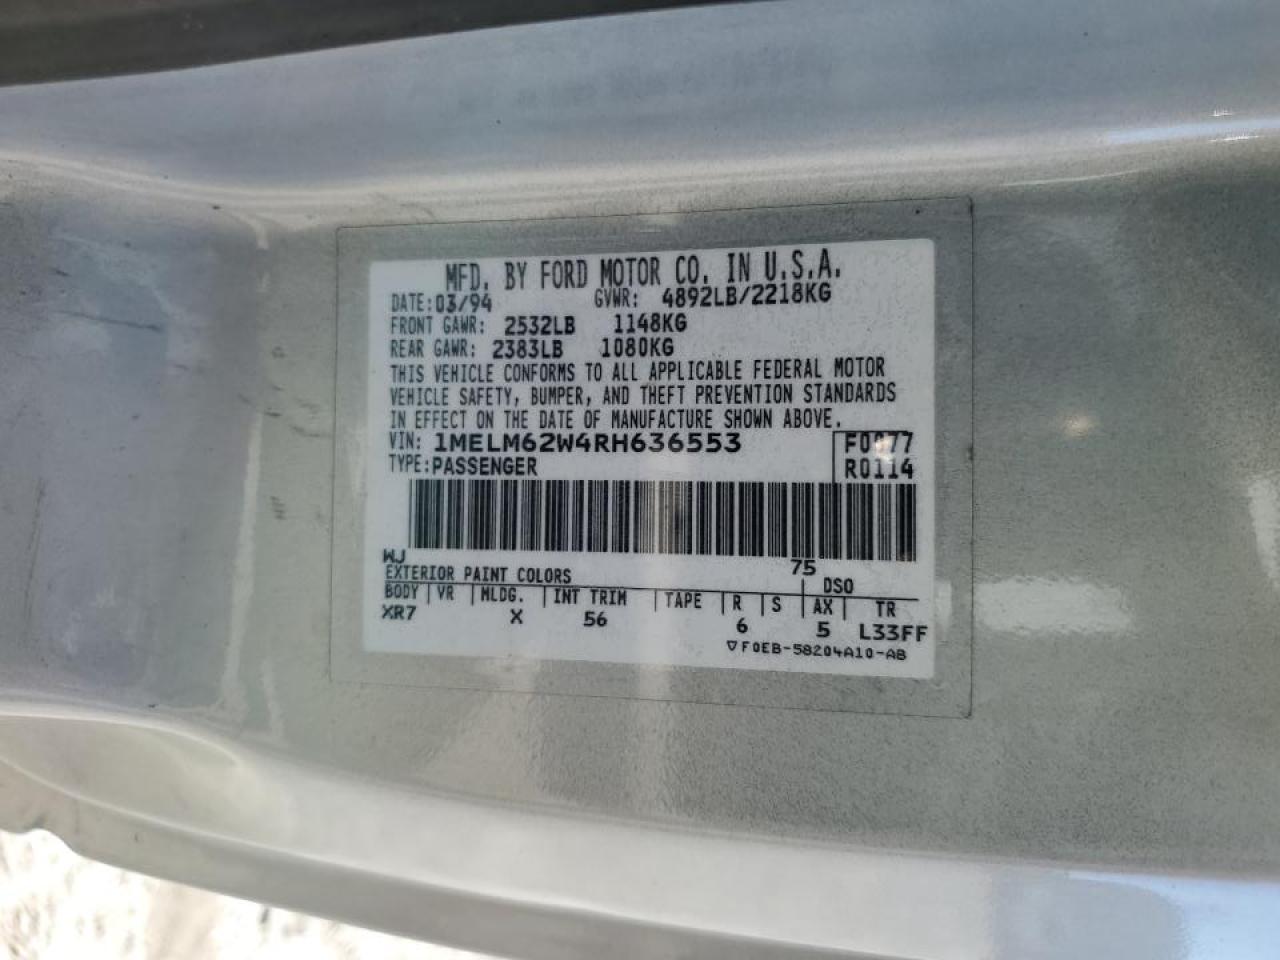 MFD. BY FORD MOTOR CO. IN U.S.A.
DATE: 03/94 GVWR: 4892LB/2218KG
FRONT GAWR: 2532LB 1148KG
REAR GAWR: 2383LB 1080KG
THIS VEHICLE CONFORMS TO ALL APPLICABLE FEDERAL MOTOR
VEHICLE SAFETY, BUMPER, AND THEFT PREVENTION STANDARDS
IN EFFECT ON THE DATE OF MANUFACTURE SHOWN ABOVE.
VIN: 1MELM62W4RH636553
TYPE: PASSENGER
R0114
WJ 75
EXTERIOR PAINT COLORS DSO
BODY VR MLDG. INT TRIM TAPE R S AX TR
XR7 X 56 6 5 L33FF
▽F0EB-58204A10-AB